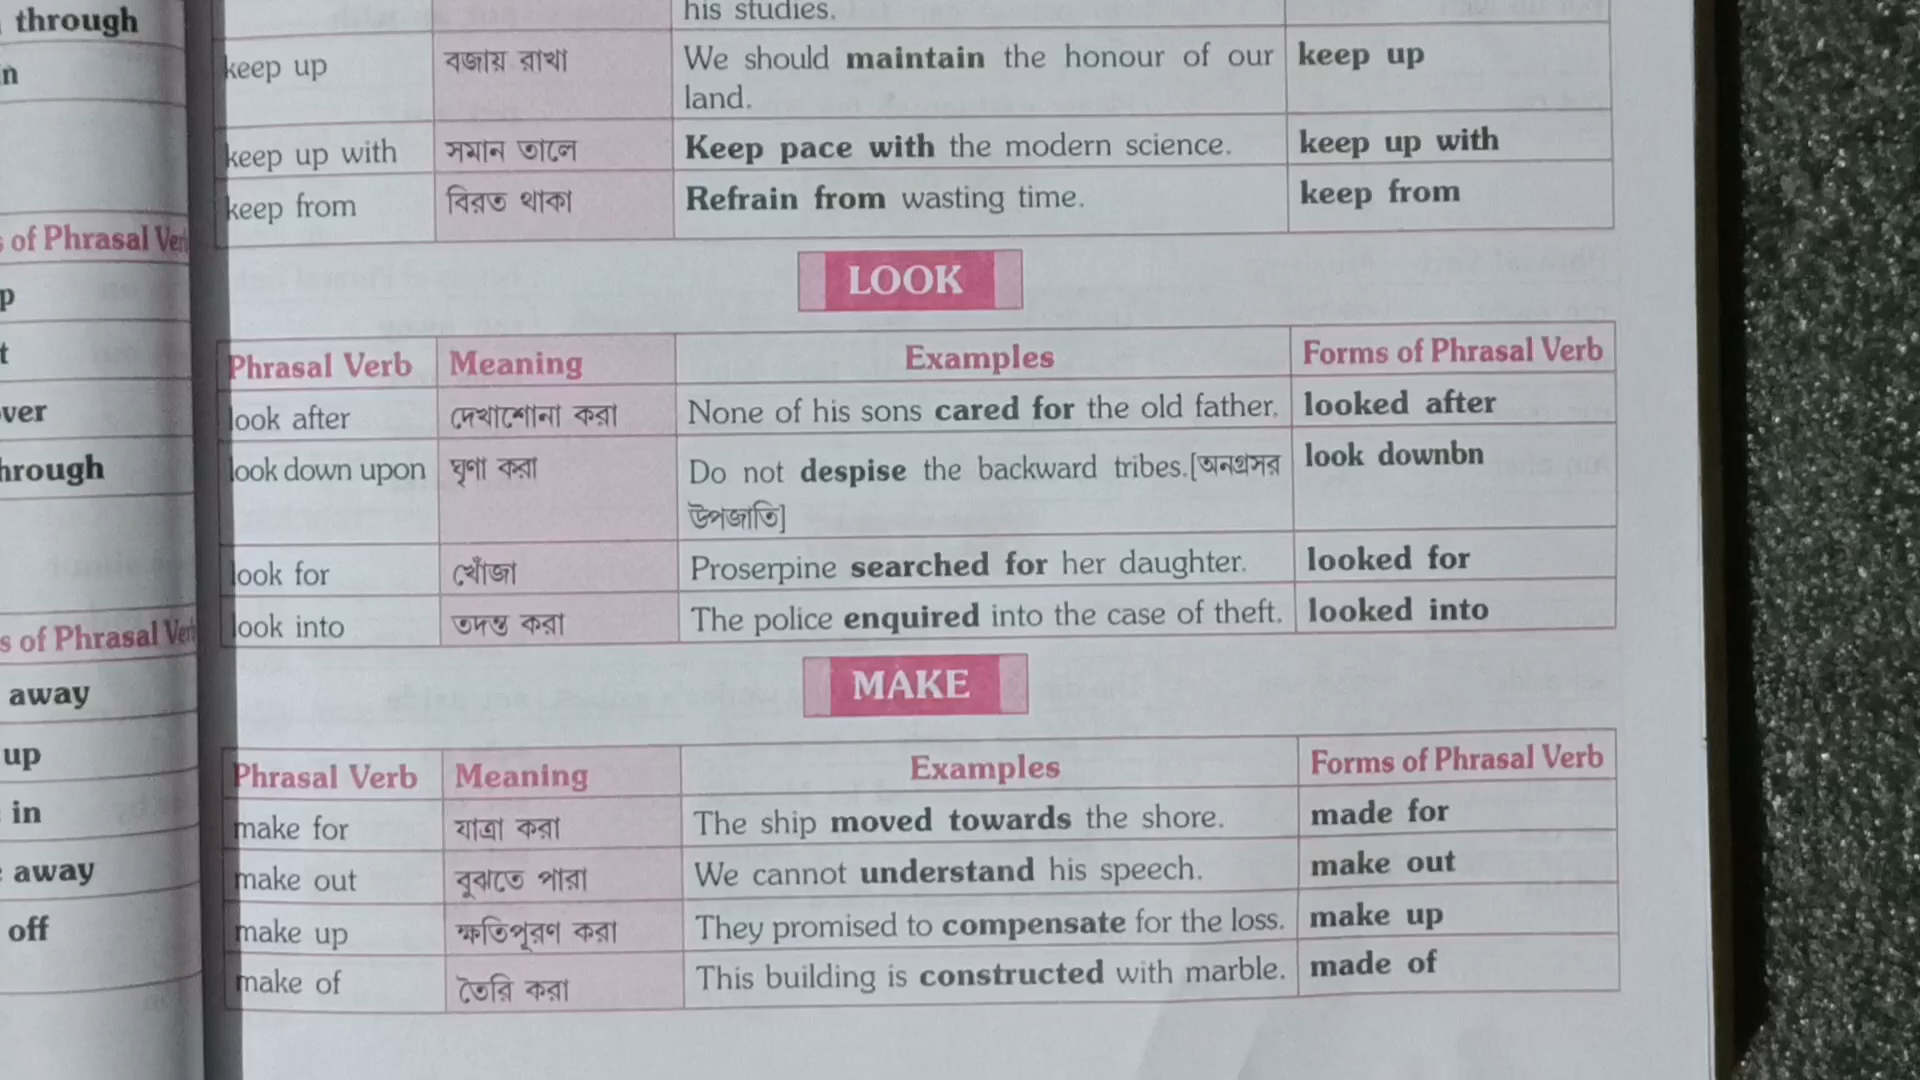 through
n
of Phrasal Ver
p
t
ver
hrough
s of Phrasal Ver
away
up
in
away
off
his studies.
keep up বজায় রাখা We should maintain the honour of our keep up
land.
keep up with সমান তালে Keep pace with the modern science. keep up with
keep from বিরত থাকা Refrain from wasting time. keep from
LOOK
Phrasal Verb Meaning Examples Forms of Phrasal Verb
look after দেখাশোনা করা None of his sons cared for the old father. looked after
look down upon ঘৃণা করা Do not despise the backward tribes.[অনগ্রসর look downbn
উপজাতি]
look for খোঁজা Proserpine searched for her daughter. looked for
look into তদন্ত করা The police enquired into the case of theft. looked into
MAKE
Phrasal Verb Meaning Examples Forms of Phrasal Verb
make for যাত্রা করা The ship moved towards the shore. made for
make out বুঝতে পারা We cannot understand his speech. make out
make up ক্ষতিপূরণ করা They promised to compensate for the loss. make up
make of তৈরি করা This building is constructed with marble. made of